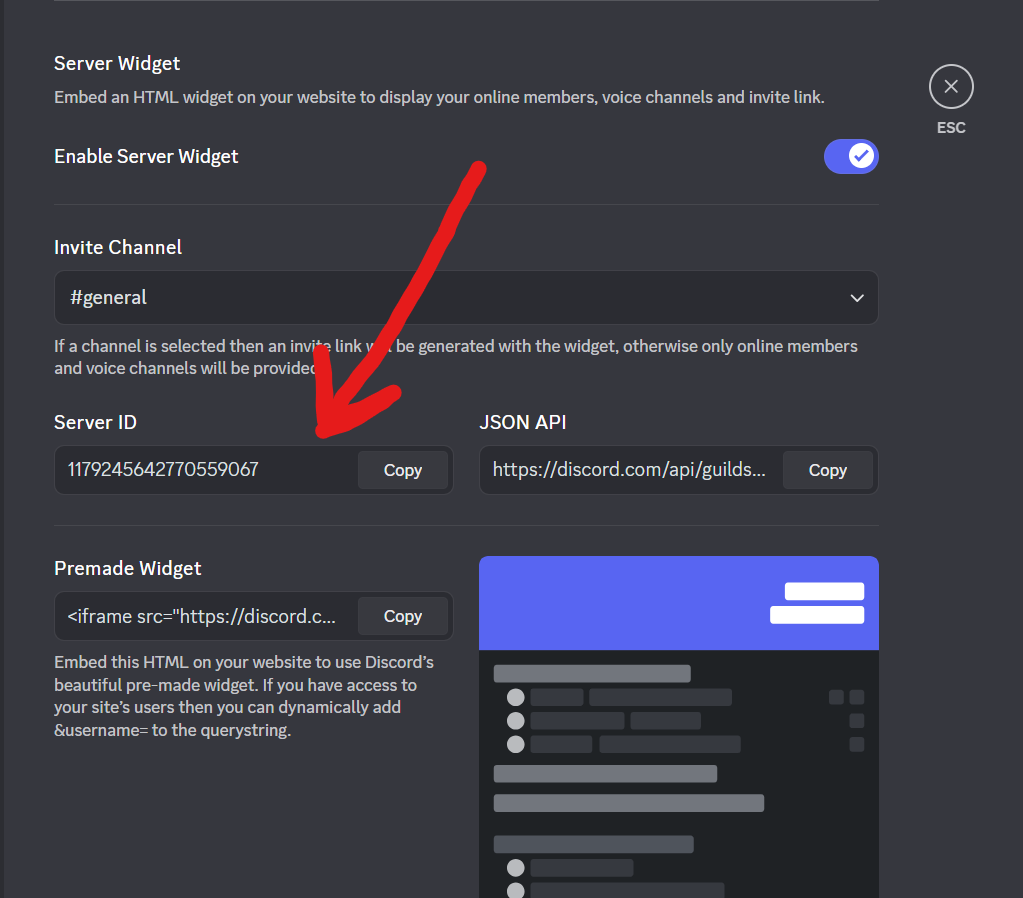 Server Widget
Embed an HTML widget on your website to display your online members, voice channels and invite link.
ESC
Enable Server Widget
Invite Channel
#general
If a channel is selected then an invite link will be generated with the widget, otherwise only online members
and voice channels will be provided
Server ID
1179245642770559067
Copy
JSON API
https://discord.com/api/guilds...
Copy
Premade Widget
<iframe src="https://discord.c...
Copy
Embed this HTML on your website to use Discord's
beautiful pre-made widget. If you have access to
your site's users then you can dynamically add
&username= to the querystring.